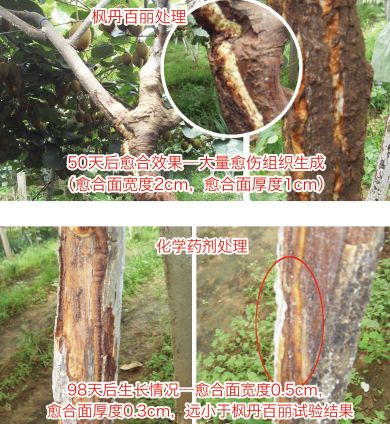 枫丹百丽处理
50天后愈合效果—大量愈伤组织生成
（愈合面宽度2cm，愈合面厚度1cm）
化学药剂处理
98天后生长情况—愈合面宽度0.5cm，
愈合面厚度0.3cm，远小于枫丹百丽试验结果